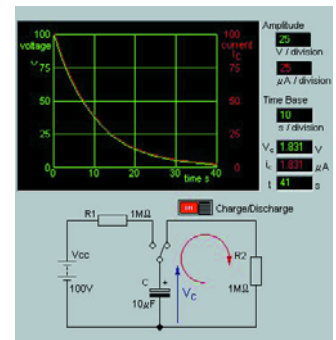 100
voltage
V
75
50
25
0
0 10 20 30 40
time s
100
current
I C
75
50
25
0
Amplitude
25
V / division
25
µA / division
Time Base
10
s / division
Vc 1.831 V
ic 1.831 µA
t 41 s
Charge/Discharge
R1 1MΩ
Vcc
100V
C +
10µF
VC
R2
1MΩ